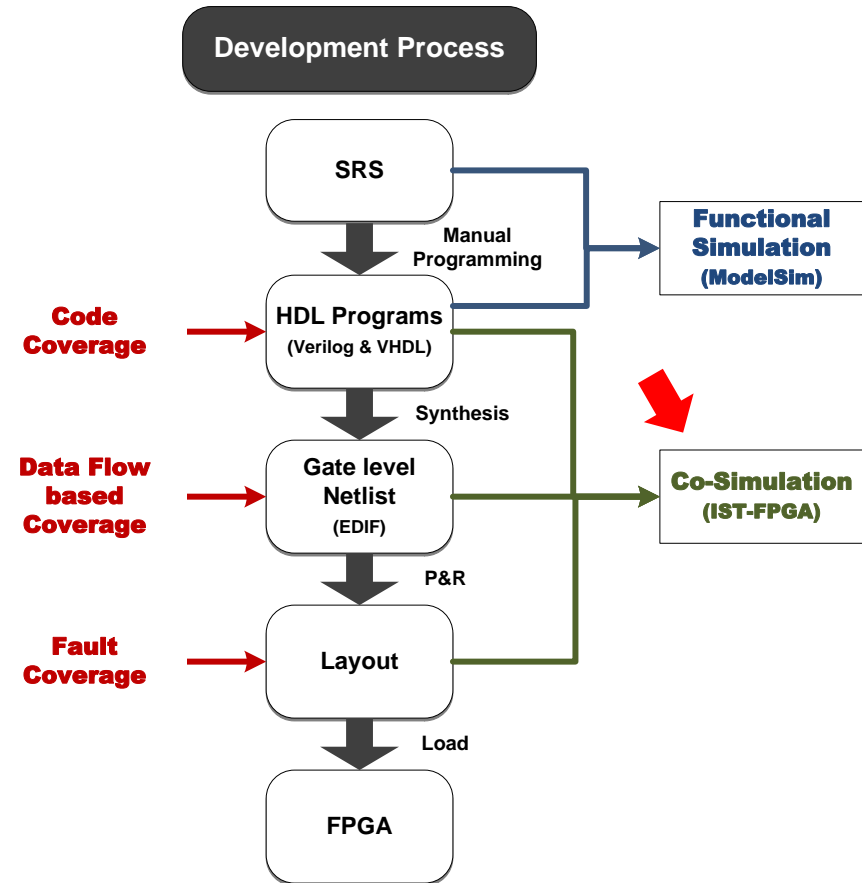 Development Process
SRS
Manual
Programming
Functional
Simulation
(ModelSim)
Code
Coverage
HDL Programs
(Verilog & VHDL)
Synthesis
Data Flow
based
Coverage
Gate level
Netlist
(EDIF)
Co-Simulation
(IST-FPGA)
P&R
Fault
Coverage
Layout
Load
FPGA